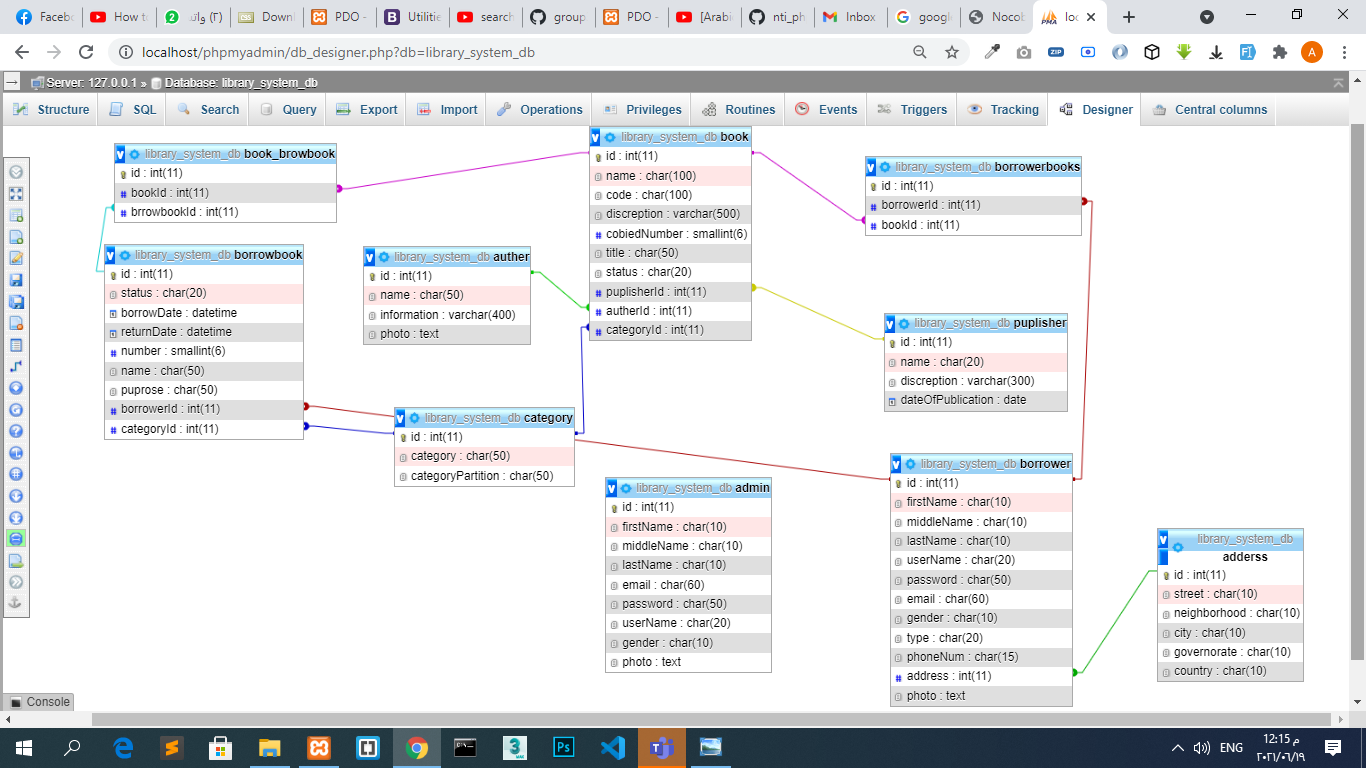 Faceb
How to
(٢) واتس
Downl
PDO -
Utilitie
search
group
PDO -
[Arabi
nti_ph
Inbox
google
Nocob
loc
localhost/phpmyadmin/db_designer.php?db=library_system_db
Server: 127.0.0.1 » Database: library_system_db
Structure
SQL
Search
Query
Export
Import
Operations
Privileges
Routines
Events
Triggers
Tracking
Designer
Central columns
library_system_db book_browbook
id : int(11)
bookId : int(11)
brrowbookId : int(11)
library_system_db borrowbook
id : int(11)
status : char(20)
borrowDate : datetime
returnDate : datetime
number : smallint(6)
name : char(50)
puprose : char(50)
borrowerId : int(11)
categoryId : int(11)
library_system_db auther
id : int(11)
name : char(50)
information : varchar(400)
photo : text
library_system_db category
id : int(11)
category : char(50)
categoryPartition : char(50)
library_system_db book
id : int(11)
name : char(100)
code : char(100)
discreption : varchar(500)
cobiedNumber : smallint(6)
title : char(50)
status : char(20)
puplisherId : int(11)
autherId : int(11)
categoryId : int(11)
library_system_db admin
id : int(11)
firstName : char(10)
middleName : char(10)
lastName : char(10)
email : char(60)
password : char(50)
userName : char(20)
gender : char(10)
photo : text
library_system_db borrowerbooks
id : int(11)
borrowerId : int(11)
bookId : int(11)
library_system_db puplisher
id : int(11)
name : char(20)
discreption : varchar(300)
dateOfPublication : date
library_system_db borrower
id : int(11)
firstName : char(10)
middleName : char(10)
lastName : char(10)
userName : char(20)
password : char(50)
email : char(60)
gender : char(10)
type : char(20)
phoneNum : char(15)
address : int(11)
photo : text
library_system_db
adderss
id : int(11)
street : char(10)
neighborhood : char(10)
city : char(10)
governorate : char(10)
country : char(10)
Console
ENG
م 12:15
٢٠٢١/٠٦/١٩